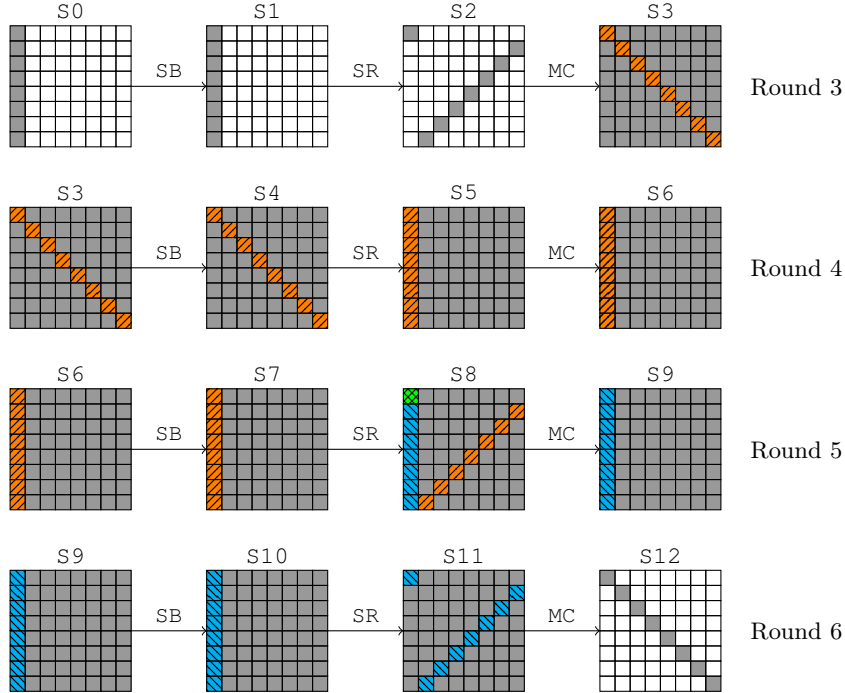 S0 S1 S2 S3
SB SR MC Round 3
S3 S4 S5 S6
SB SR MC Round 4
S6 S7 S8 S9
SB SR MC Round 5
S9 S10 S11 S12
SB SR MC Round 6